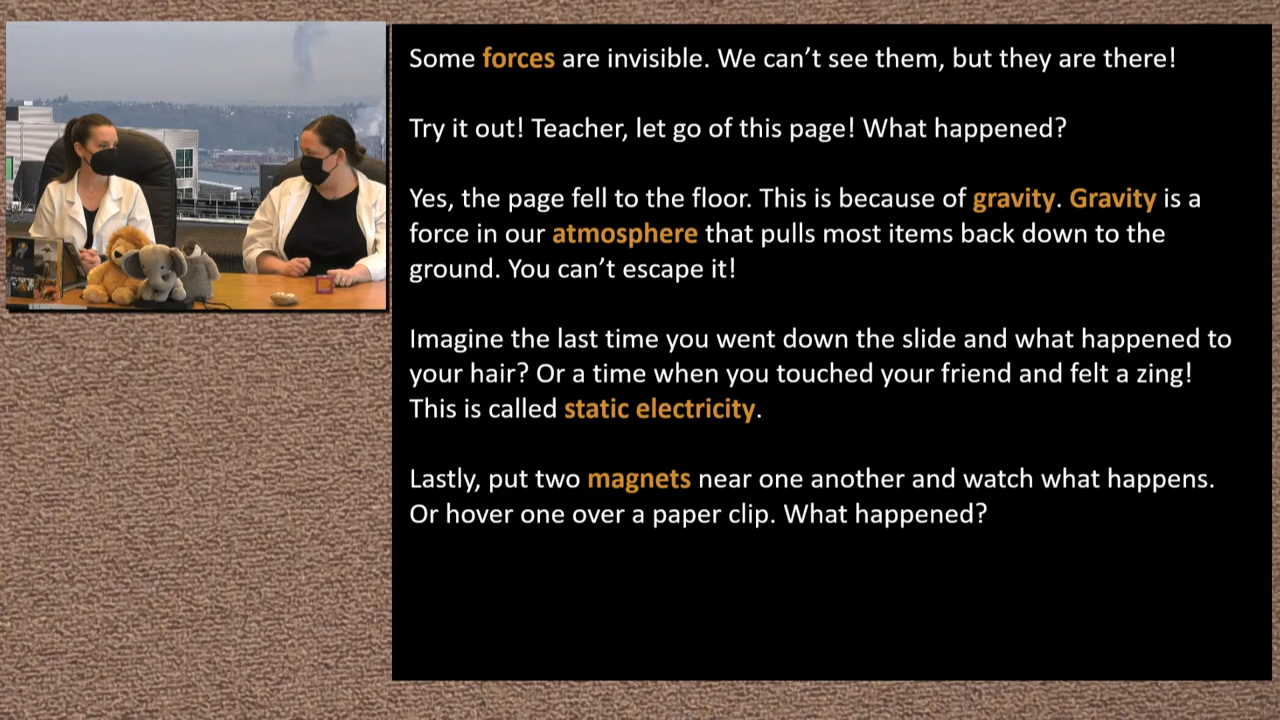 Some forces are invisible. We can’t see them, but they are there!
Try it out! Teacher, let go of this page! What happened?
Yes, the page fell to the floor. This is because of gravity. Gravity is a
force in our atmosphere that pulls most items back down to the
ground. You can’t escape it!
Imagine the last time you went down the slide and what happened to
your hair? Or a time when you touched your friend and felt a zing!
This is called static electricity.
Lastly, put two magnets near one another and watch what happens.
Or hover one over a paper clip. What happened?